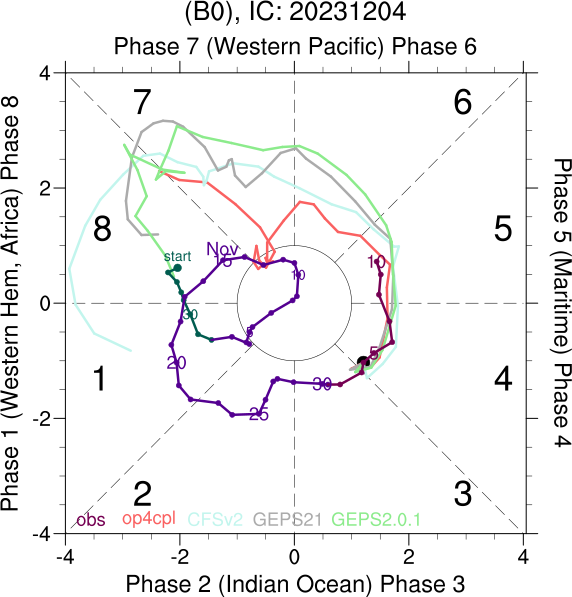 (B0), IC: 20231204
Phase 7 (Western Pacific) Phase 6
4
7
6
2
Phase 1 (Western Hem, Africa) Phase 8
8
5
Phase 5 (Maritime) Phase 4
start
Nov
15
10
10
0
30
5
5
20
1
4
30
25
-2
2
3
obs
op4cpl
CFSv2
GEPS21
GEPS2.0.1
-4
-4
-2
0
2
4
Phase 2 (Indian Ocean) Phase 3